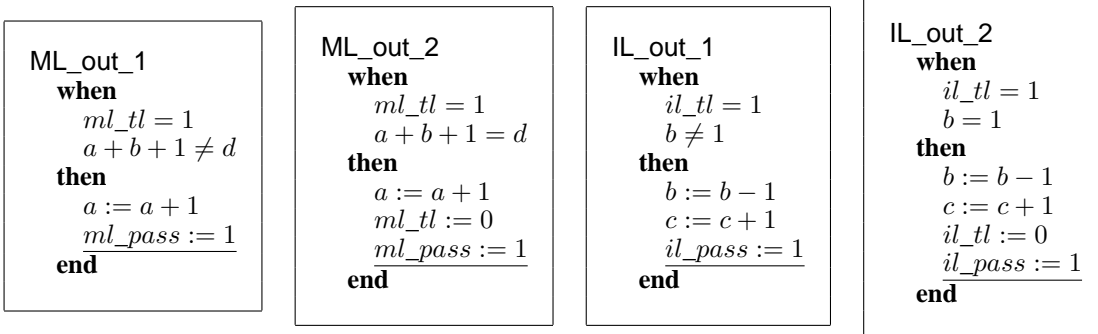 ML_out_1
when
ml_tl = 1
a + b + 1 ≠ d
then
a := a + 1
ml_pass := 1
end
ML_out_2
when
ml_tl = 1
a + b + 1 = d
then
a := a + 1
ml_tl := 0
ml_pass := 1
end
IL_out_1
when
il_tl = 1
b ≠ 1
then
b := b − 1
c := c + 1
il_pass := 1
end
IL_out_2
when
il_tl = 1
b = 1
then
b := b − 1
c := c + 1
il_tl := 0
il_pass := 1
end